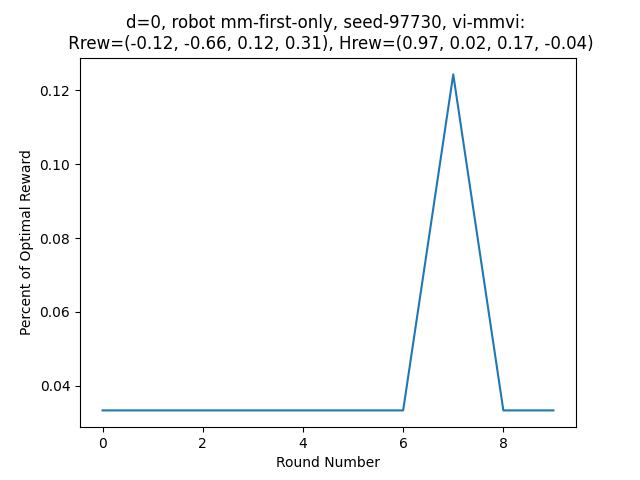 d=0, robot mm-first-only, seed-97730, vi-mmvi:
Rrew=(-0.12, -0.66, 0.12, 0.31), Hrew=(0.97, 0.02, 0.17, -0.04)
0.12
0.10
0.08
0.06
0.04
Percent of Optimal Reward
0 2 4 6 8
Round Number